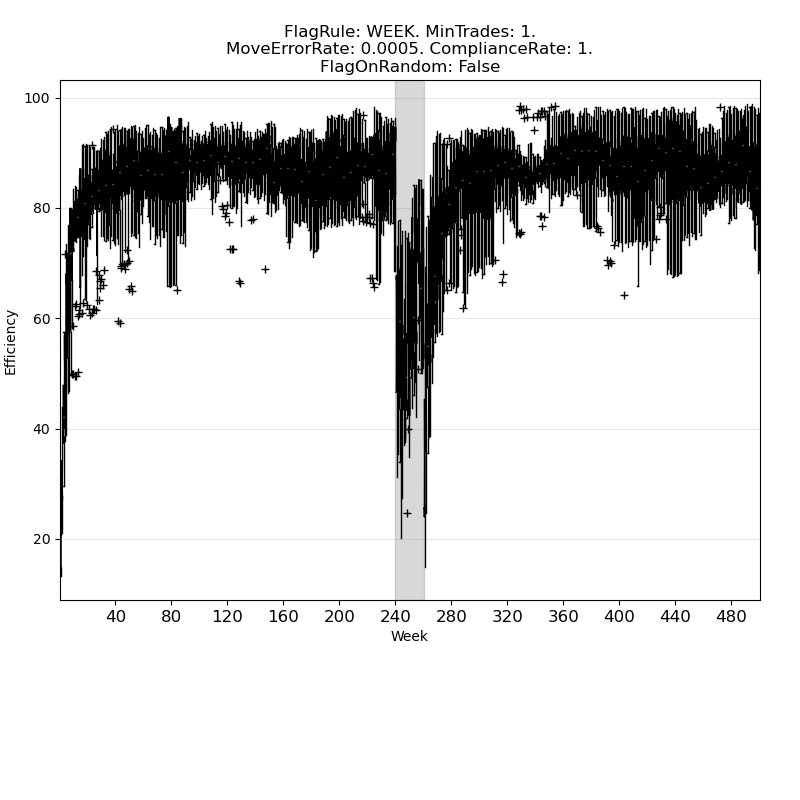 FlagRule: WEEK. MinTrades: 1.
MoveErrorRate: 0.0005. ComplianceRate: 1.
FlagOnRandom: False
100
80
60
40
20
Efficiency
40 80 120 160 200 240 280 320 360 400 440 480
Week